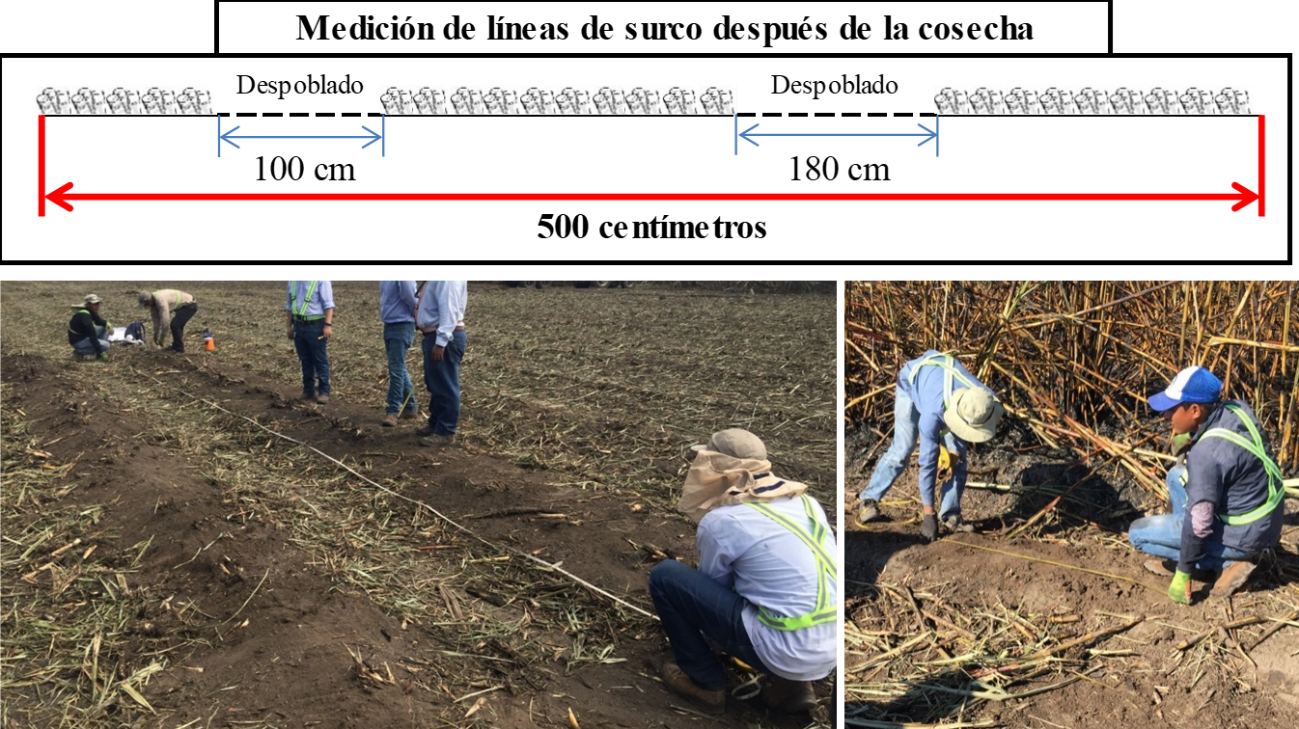 Medición de líneas de surco después de la cosecha
Despoblado
Despoblado
100 cm
180 cm
500 centímetros